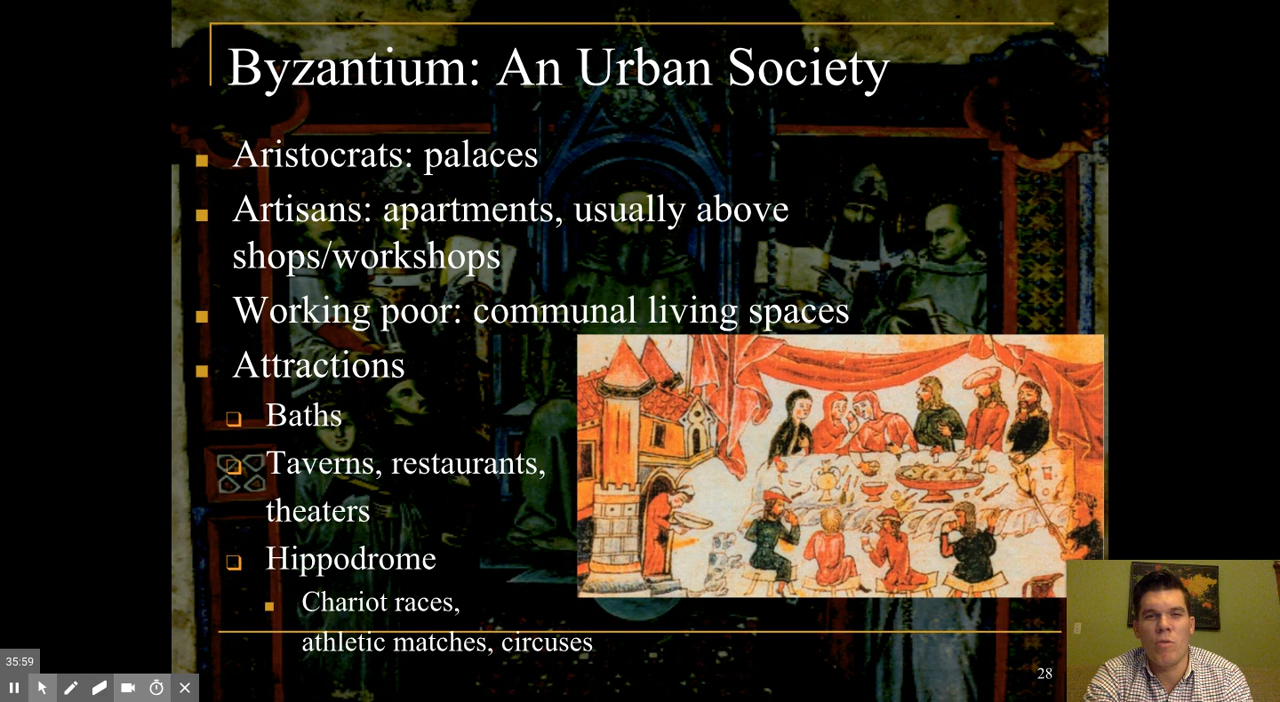 Byzantium: An Urban Society
Aristocrats: palaces
Artisans: apartments, usually above
shops/workshops
Working poor: communal living spaces
Attractions
Baths
Taverns, restaurants,
theaters
Hippodrome
Chariot races,
athletic matches, circuses
28
35:59